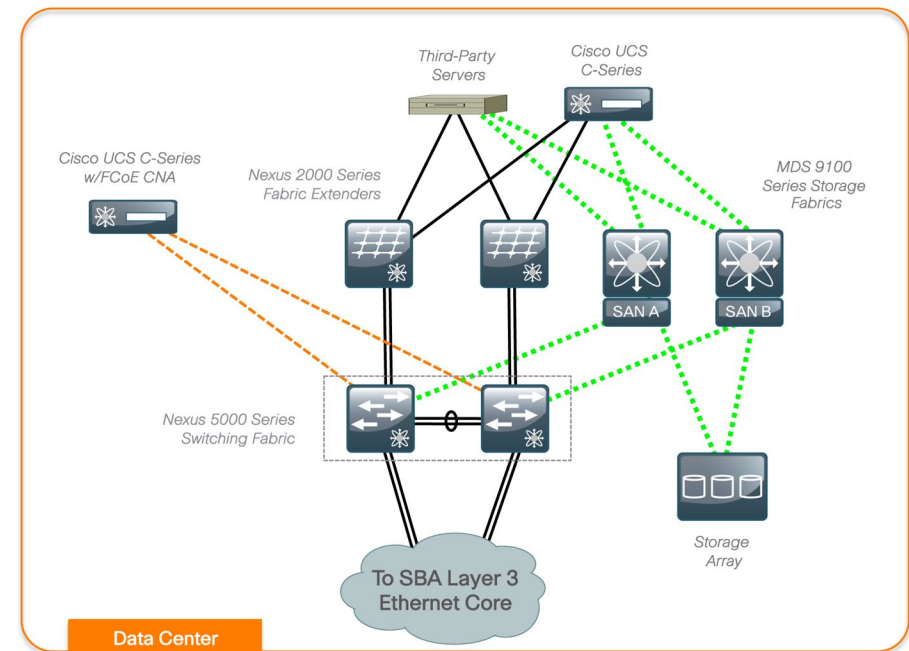 Third-Party
Servers
Cisco UCS
C-Series
Cisco UCS C-Series
w/FCoE CNA
Nexus 2000 Series
Fabric Extenders
MDS 9100
Series Storage
Fabrics
SAN A
SAN B
Nexus 5000 Series
Switching Fabric
Storage
Array
To SBA Layer 3
Ethernet Core
Data Center